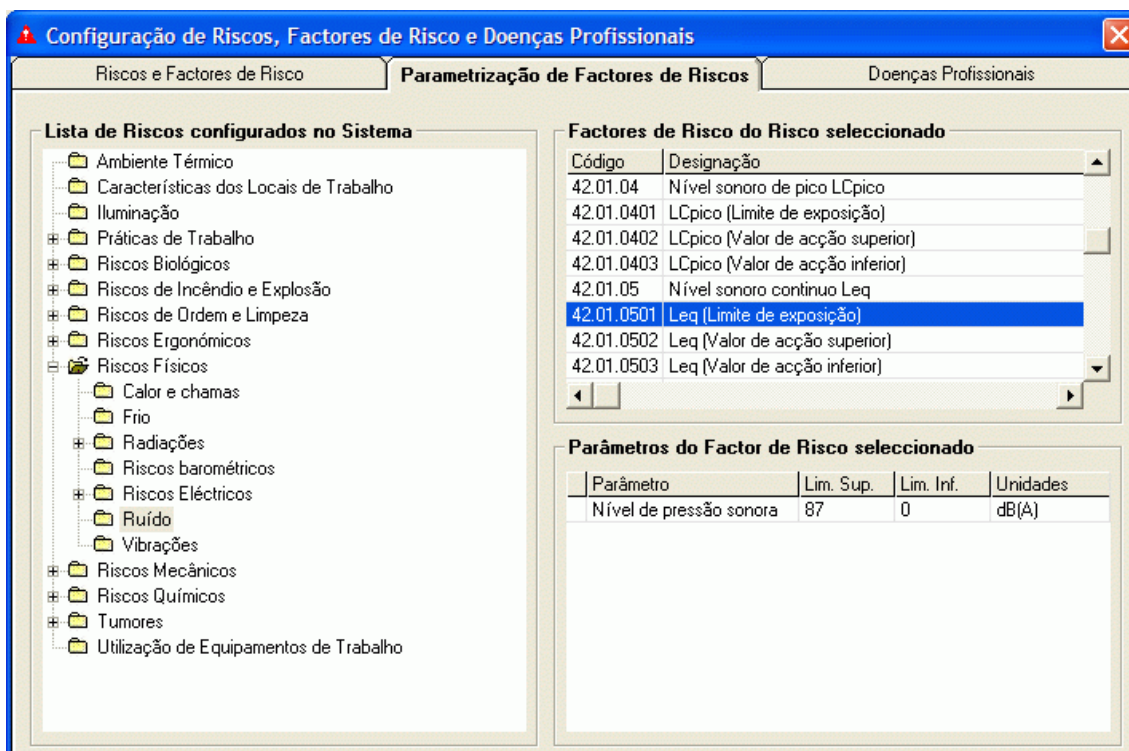 Configuração de Riscos, Factores de Risco e Doenças Profissionais
Riscos e Factores de Risco
Parametrização de Factores de Riscos
Doenças Profissionais
Lista de Riscos configurados no Sistema
Ambiente Térmico
Características dos Locais de Trabalho
Iluminação
Práticas de Trabalho
Riscos Biológicos
Riscos de Incêndio e Explosão
Riscos de Ordem e Limpeza
Riscos Ergonómicos
Riscos Físicos
Calor e chamas
Frio
Radiações
Riscos barométricos
Riscos Eléctricos
Ruído
Vibrações
Riscos Mecânicos
Riscos Químicos
Tumores
Utilização de Equipamentos de Trabalho
Factores de Risco do Risco seleccionado
Código Designação
42.01.04 Nível sonoro de pico LCpico
42.01.0401 LCpico (Limite de exposição)
42.01.0402 LCpico (Valor de acção superior)
42.01.0403 LCpico (Valor de acção inferior)
42.01.05 Nível sonoro continuo Leq
42.01.0501 Leq (Limite de exposição)
42.01.0502 Leq (Valor de acção superior)
42.01.0503 Leq (Valor de acção inferior)
Parâmetros do Factor de Risco seleccionado
Parâmetro Lim. Sup. Lim. Inf. Unidades
Nível de pressão sonora 87 0 dB(A)